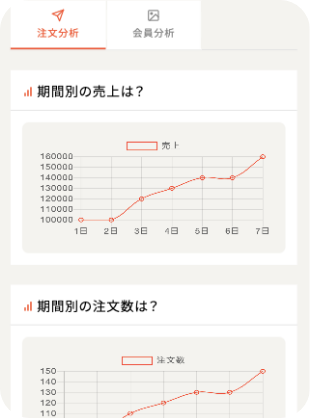 注文分析
会員分析
期間別の売上は？
売上
160000
150000
140000
130000
120000
110000
100000
1日 2日 3日 4日 5日 6日 7日
期間別の注文数は？
注文数
150
140
130
120
110